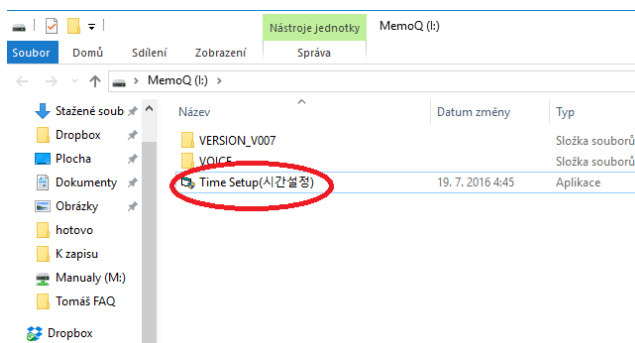 Nástroje jednotky MemoQ (I:)
Soubor Domů Sdílení Zobrazení Správa
MemoQ (I:)
Stažené soub Název Datum změny Typ
Dropbox VERSION_V007 Složka souborů
Plocha VOICE Složka souborů
Dokumenty Time Setup(시간설정) 19. 7. 2016 4:45 Aplikace
Obrázky
hotovo
K zapisu
Manualy (M:)
Tomáš FAQ
Dropbox